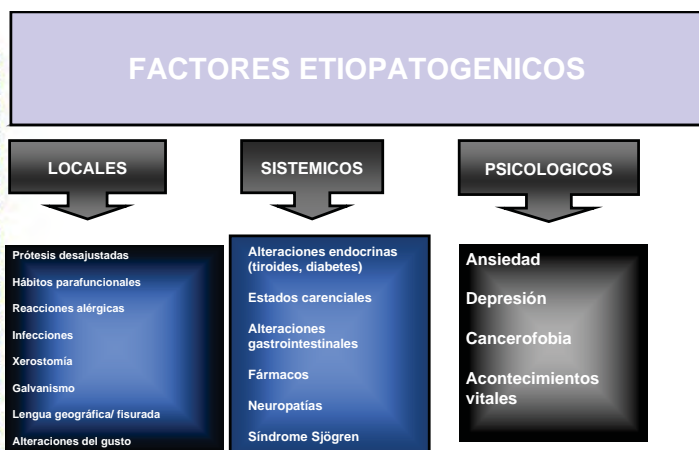 FACTORES ETIOPATOGENICOS
LOCALES
Prótesis desajustadas
Hábitos parafuncionales
Reacciones alérgicas
Infecciones
Xerostomía
Galvanismo
Lengua geográfica/ fisurada
Alteraciones del gusto
SISTEMICOS
Alteraciones endocrinas
(tiroides, diabetes)
Estados carenciales
Alteraciones
gastrointestinales
Fármacos
Neuropatías
Síndrome Sjögren
PSICOLOGICOS
Ansiedad
Depresión
Cancerofobia
Acontecimientos
vitales